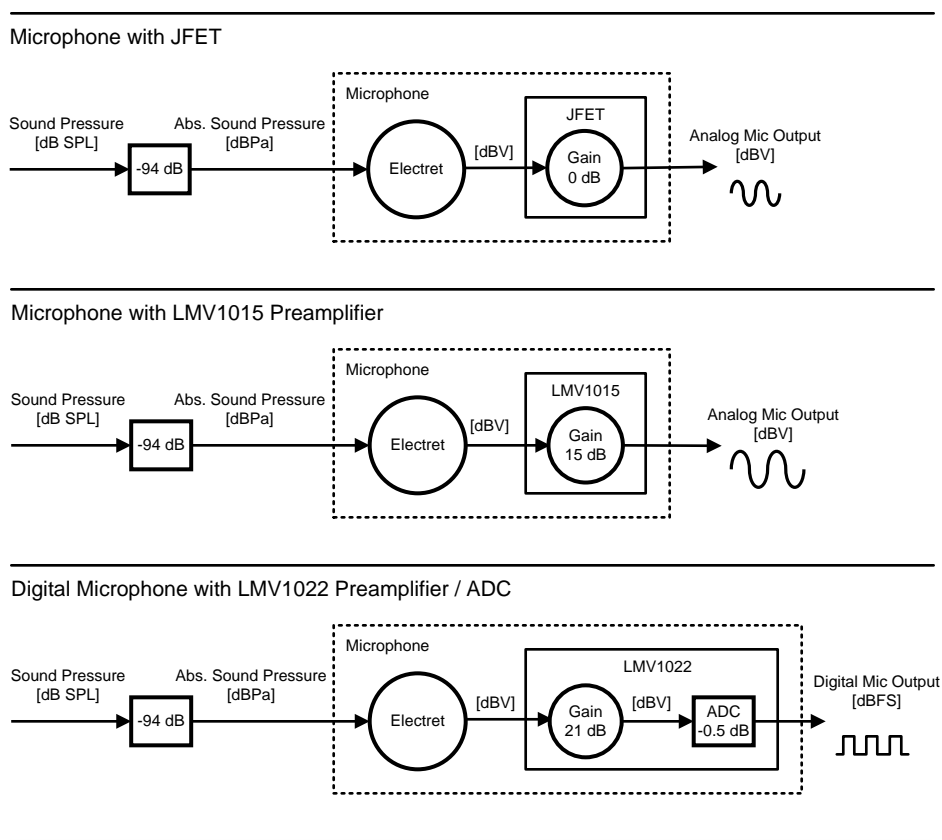 Microphone with JFET
Microphone
Sound Pressure
[dB SPL]
Abs. Sound Pressure
[dBPa]
-94 dB
Electret
[dBV]
JFET
Gain
0 dB
Analog Mic Output
[dBV]
Microphone with LMV1015 Preamplifier
Microphone
Sound Pressure
[dB SPL]
Abs. Sound Pressure
[dBPa]
-94 dB
Electret
[dBV]
LMV1015
Gain
15 dB
Analog Mic Output
[dBV]
Digital Microphone with LMV1022 Preamplifier / ADC
Microphone
Sound Pressure
[dB SPL]
Abs. Sound Pressure
[dBPa]
-94 dB
Electret
[dBV]
LMV1022
Gain
21 dB
[dBV]
ADC
-0.5 dB
Digital Mic Output
[dBFS]